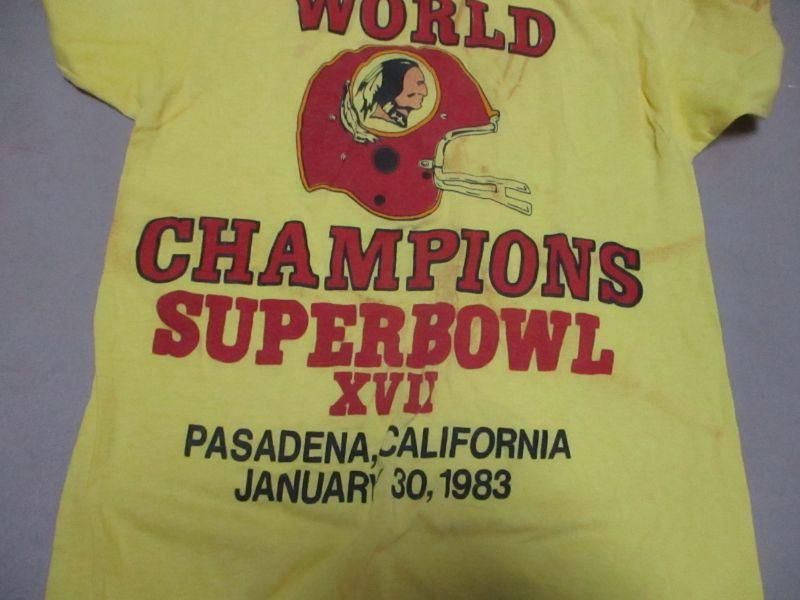 WORLD
CHAMPIONS
SUPERBOWL
XVII
PASADENA, CALIFORNIA
JANUARY 30, 1983